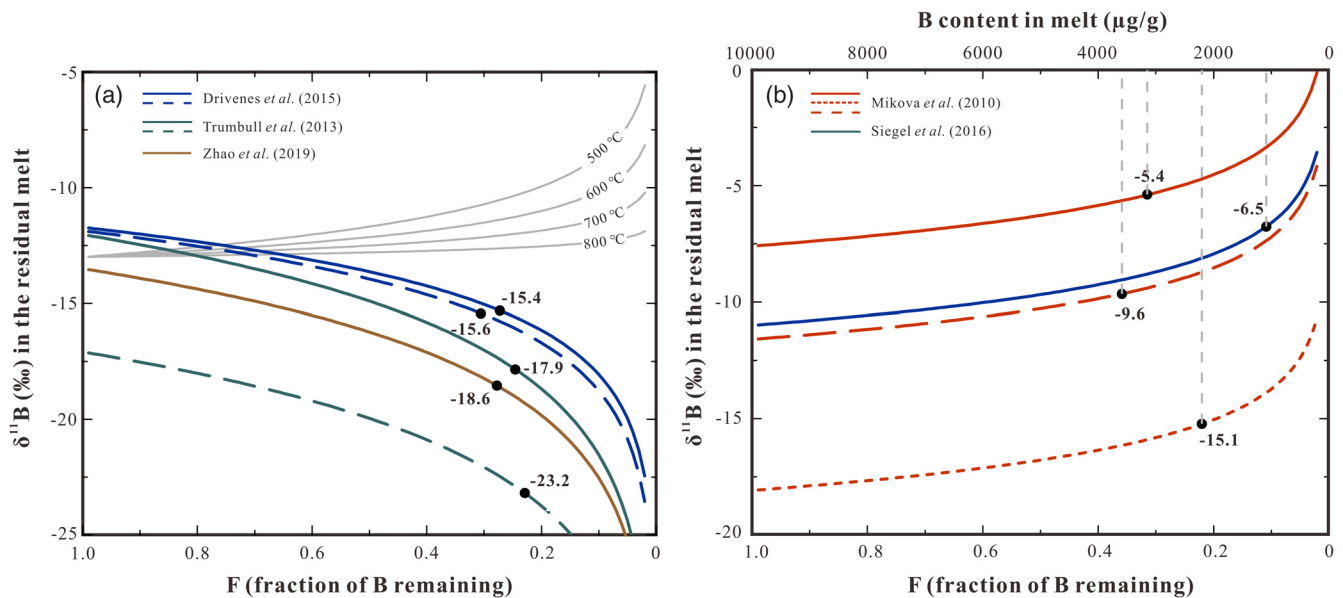 B content in melt (µg/g)
10000 8000 6000 4000 2000 0
(a)
Drivenes et al. (2015)
Trumbull et al. (2013)
Zhao et al. (2019)
500 °C
600 °C
700 °C
800 °C
-15.4
-15.6
-17.9
-18.6
-23.2
-5
-10
-15
-20
-25
δ¹¹B (‰) in the residual melt
1.0 0.8 0.6 0.4 0.2 0
F (fraction of B remaining)
(b)
Mikova et al. (2010)
Siegel et al. (2016)
-5.4
-6.5
-9.6
-15.1
0
-5
-10
-15
-20
δ¹¹B (‰) in the residual melt
1.0 0.8 0.6 0.4 0.2 0
F (fraction of B remaining)